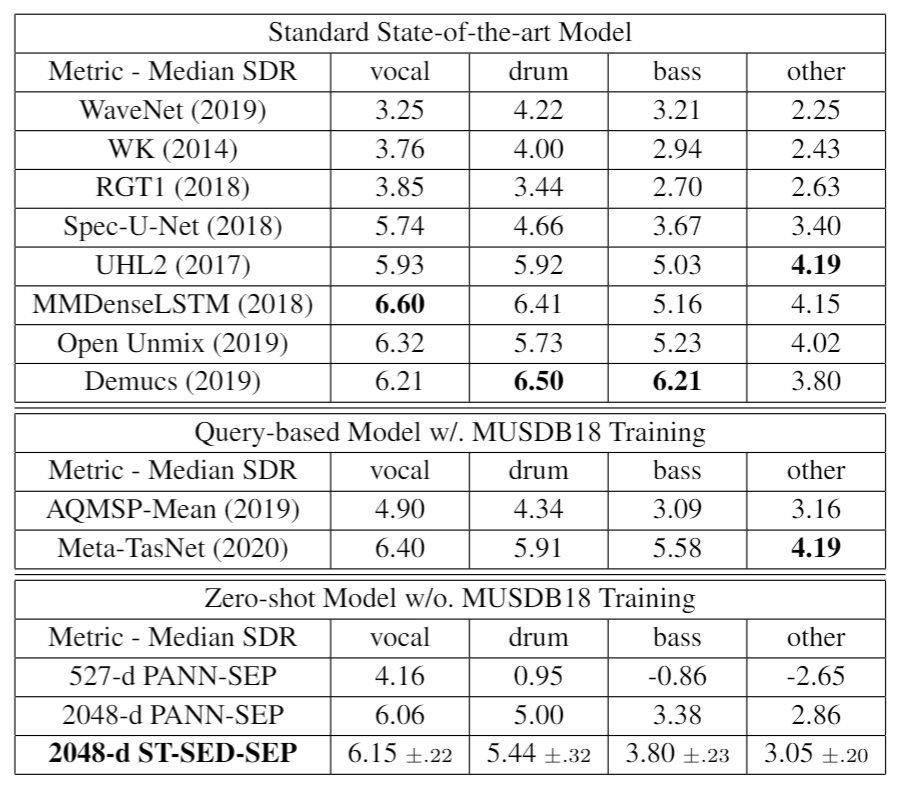 Standard State-of-the-art Model
Metric - Median SDR vocal drum bass other
WaveNet (2019) 3.25 4.22 3.21 2.25
WK (2014) 3.76 4.00 2.94 2.43
RGT1 (2018) 3.85 3.44 2.70 2.63
Spec-U-Net (2018) 5.74 4.66 3.67 3.40
UHL2 (2017) 5.93 5.92 5.03 4.19
MMDenseLSTM (2018) 6.60 6.41 5.16 4.15
Open Unmix (2019) 6.32 5.73 5.23 4.02
Demucs (2019) 6.21 6.50 6.21 3.80
Query-based Model w/. MUSDB18 Training
Metric - Median SDR vocal drum bass other
AQMSP-Mean (2019) 4.90 4.34 3.09 3.16
Meta-TasNet (2020) 6.40 5.91 5.58 4.19
Zero-shot Model w/o. MUSDB18 Training
Metric - Median SDR vocal drum bass other
527-d PANN-SEP 4.16 0.95 -0.86 -2.65
2048-d PANN-SEP 6.06 5.00 3.38 2.86
2048-d ST-SED-SEP 6.15 ±.22 5.44 ±.32 3.80 ±.23 3.05 ±.20